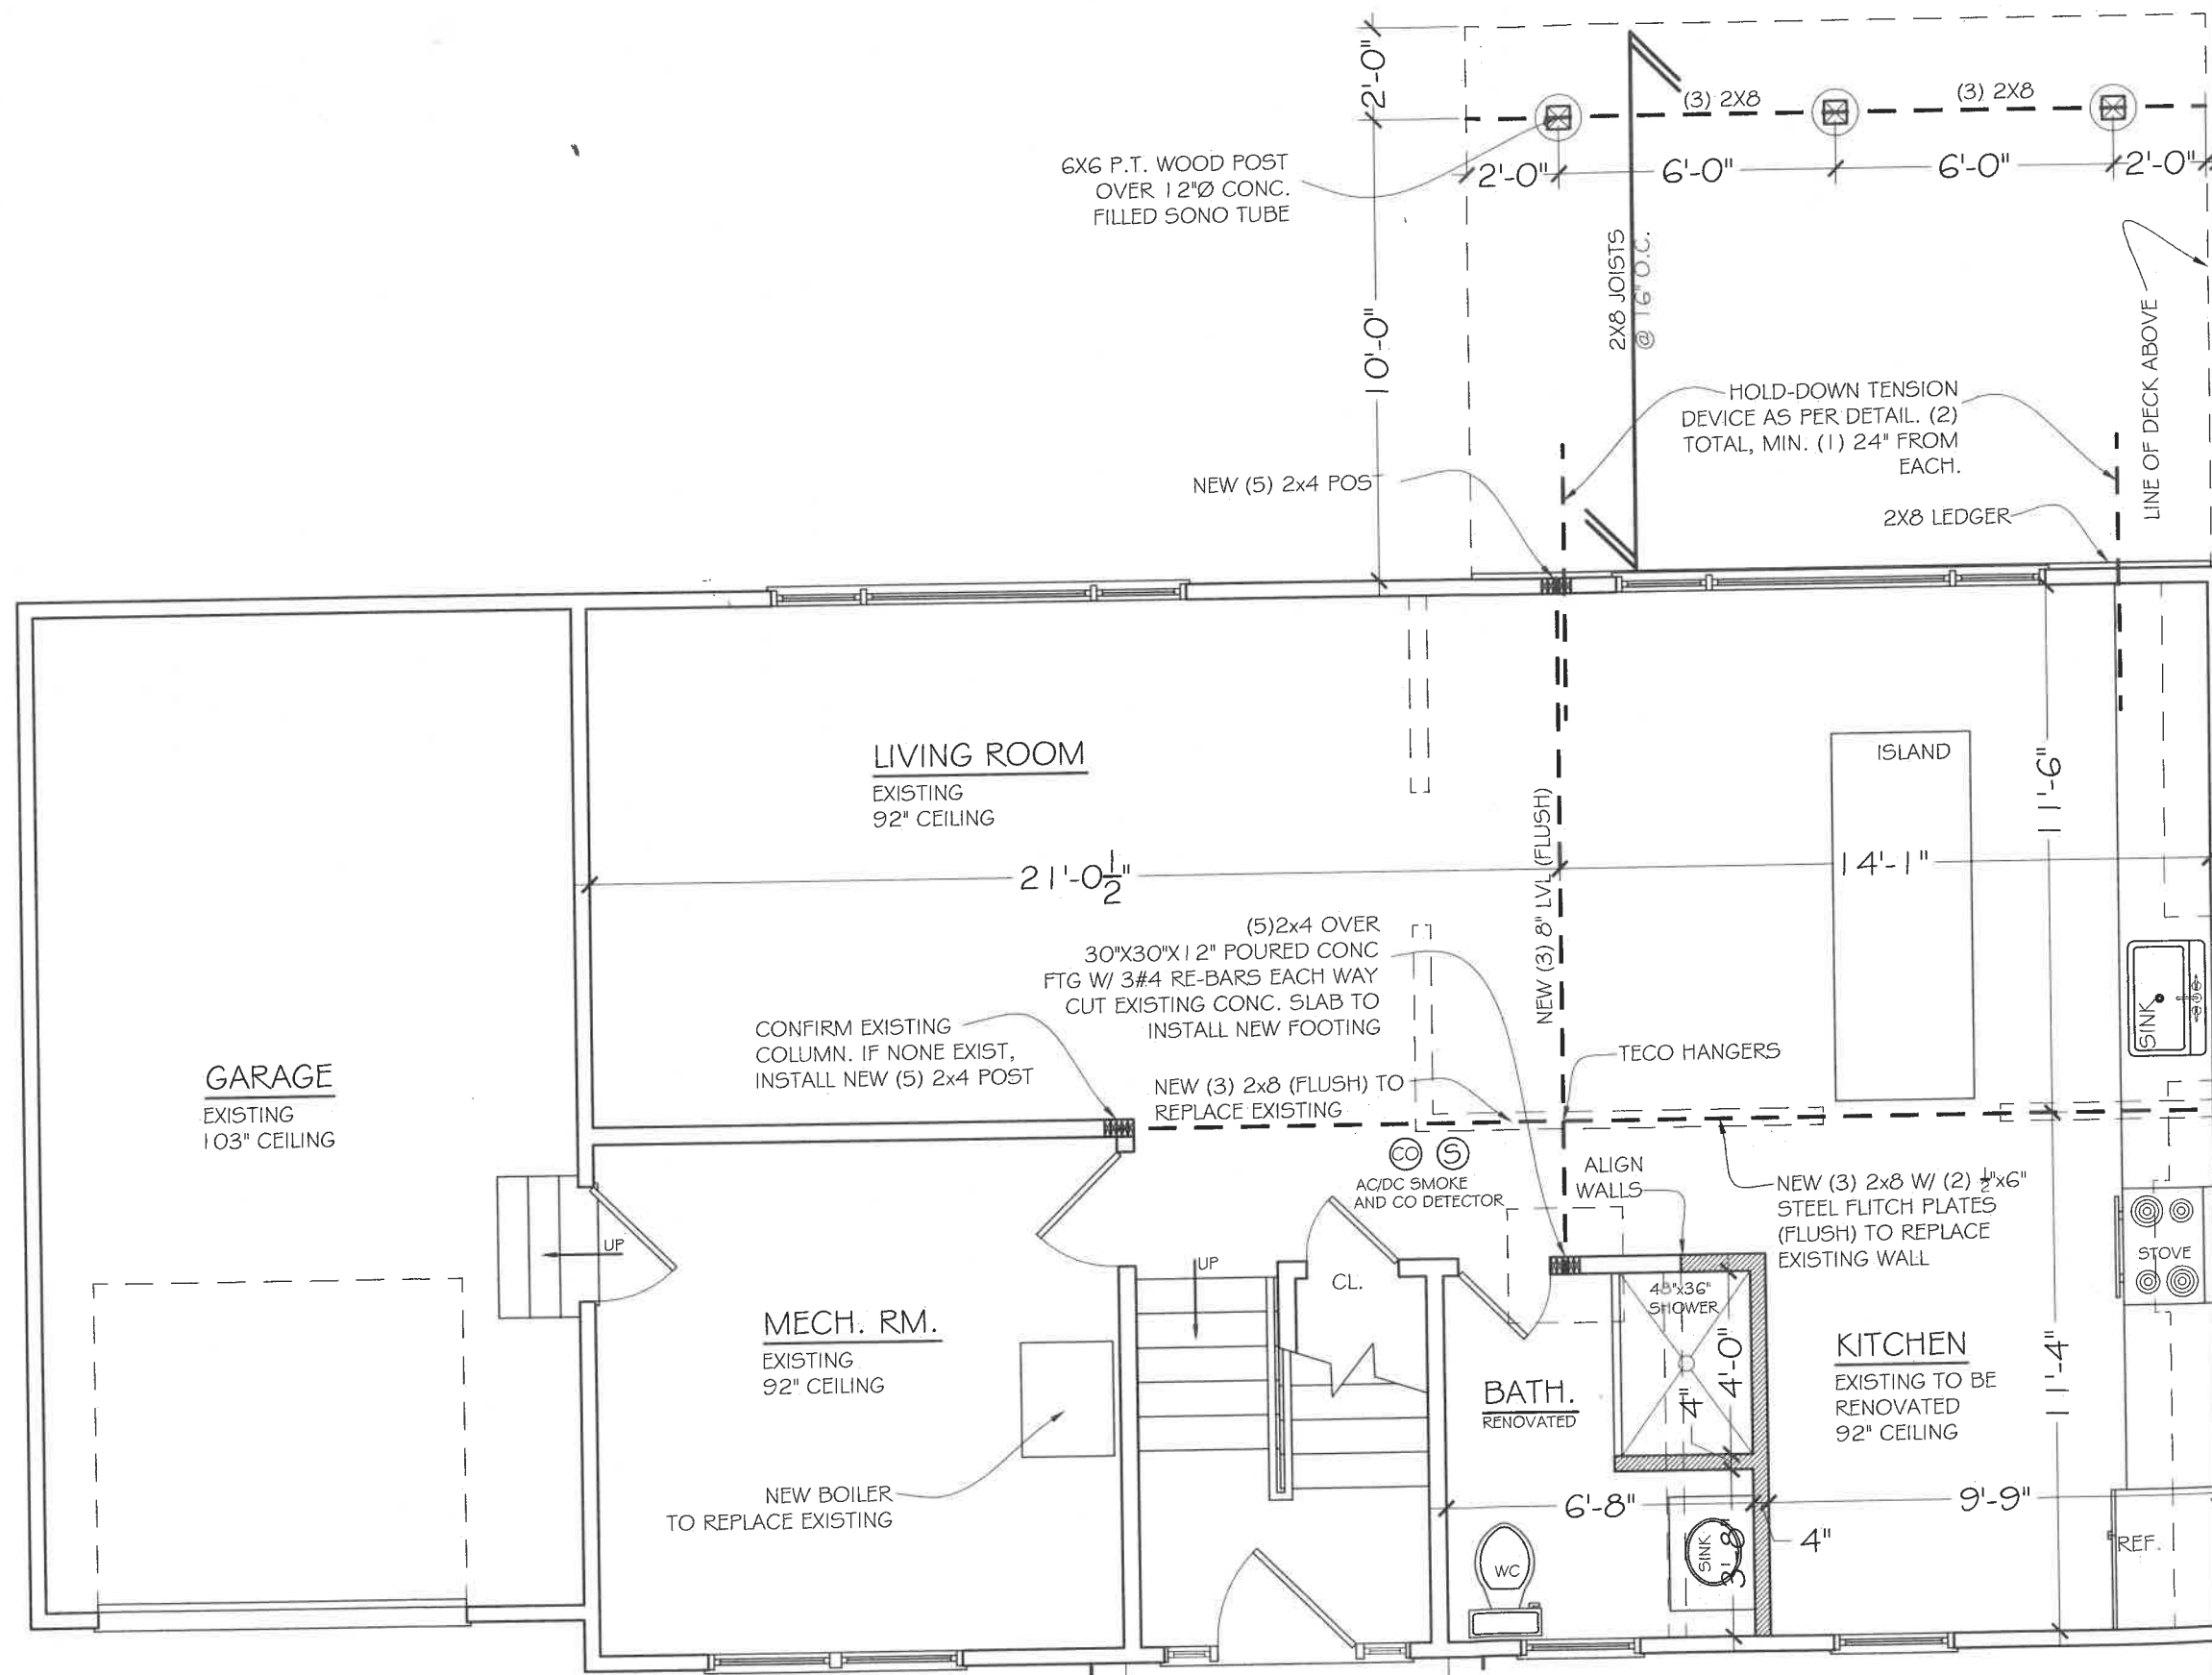 2'-0"
(3) 2X8
(3) 2X8
6X6 P.T. WOOD POST
OVER 12"Ø CONC.
FILLED SONO TUBE
2'-0"
6'-0"
6'-0"
2'-0"
10'-0"
2X8 JOISTS
@ 16" O.C.
LINE OF DECK ABOVE
HOLD-DOWN TENSION
DEVICE AS PER DETAIL. (2)
TOTAL, MIN. (1) 24" FROM
EACH.
NEW (5) 2x4 POS
2X8 LEDGER
LIVING ROOM
EXISTING
92" CEILING
ISLAND
11'-6"
NEW (3) 8" LVL (FLUSH)
21'-0 1/2"
14'-1"
(5)2x4 OVER
30"X30"X12" POURED CONC
FTG W/ 3#4 RE-BARS EACH WAY
CUT EXISTING CONC. SLAB TO
INSTALL NEW FOOTING
SINK
CONFIRM EXISTING
COLUMN. IF NONE EXIST,
INSTALL NEW (5) 2x4 POST
TECO HANGERS
GARAGE
EXISTING
103" CEILING
NEW (3) 2x8 (FLUSH) TO
REPLACE EXISTING
CO
S
AC/DC SMOKE
AND CO DETECTOR
ALIGN
WALLS
NEW (3) 2x8 W/ (2) 1/2"x6"
STEEL FLITCH PLATES
(FLUSH) TO REPLACE
EXISTING WALL
UP
UP
CL.
48"x36"
SHOWER
STOVE
MECH. RM.
EXISTING
92" CEILING
4'-0"
4"
KITCHEN
EXISTING TO BE
RENOVATED
92" CEILING
11'-4"
BATH.
RENOVATED
NEW BOILER
TO REPLACE EXISTING
6'-8"
9'-9"
4"
SINK
3'-8"
WC
REF.